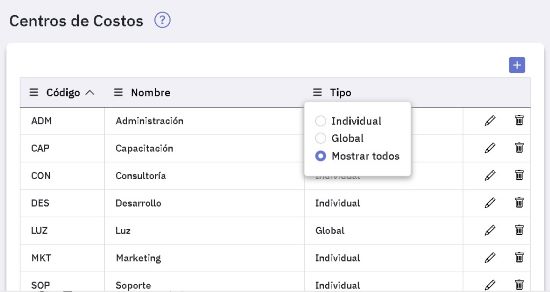 Centros de Costos ?
+
Código Nombre Tipo
ADM Administración
CAP Capacitación
CON Consultoría Individual
DES Desarrollo Individual
LUZ Luz Global
MKT Marketing Individual
SOP Soporte Individual
Individual
Global
Mostrar todos